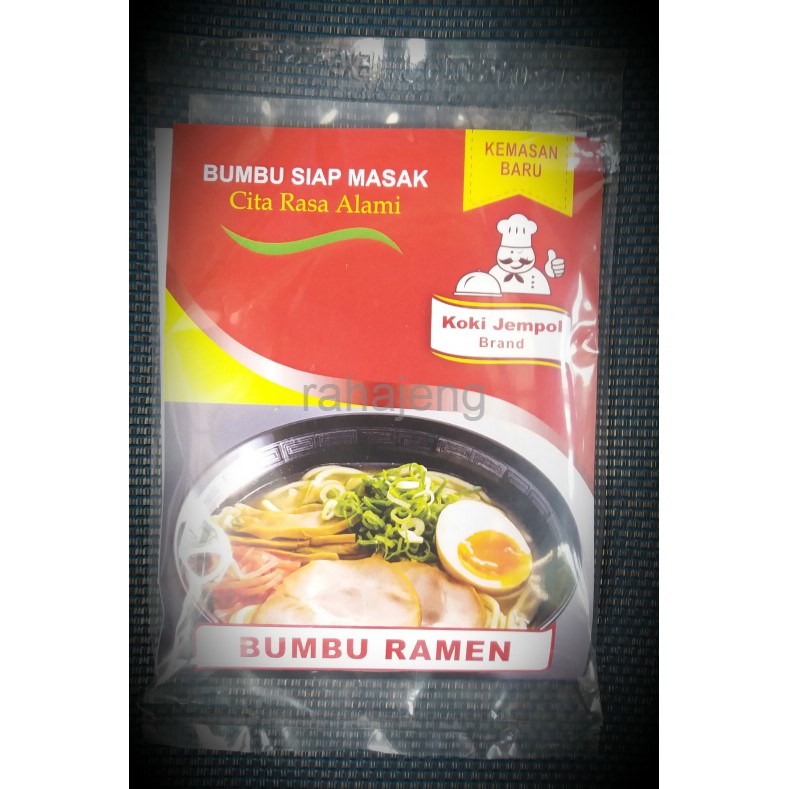 KEMASAN
BARU
BUMBU SIAP MASAK
Cita Rasa Alami
Koki Jempol
Brand
rahajeng
BUMBU RAMEN